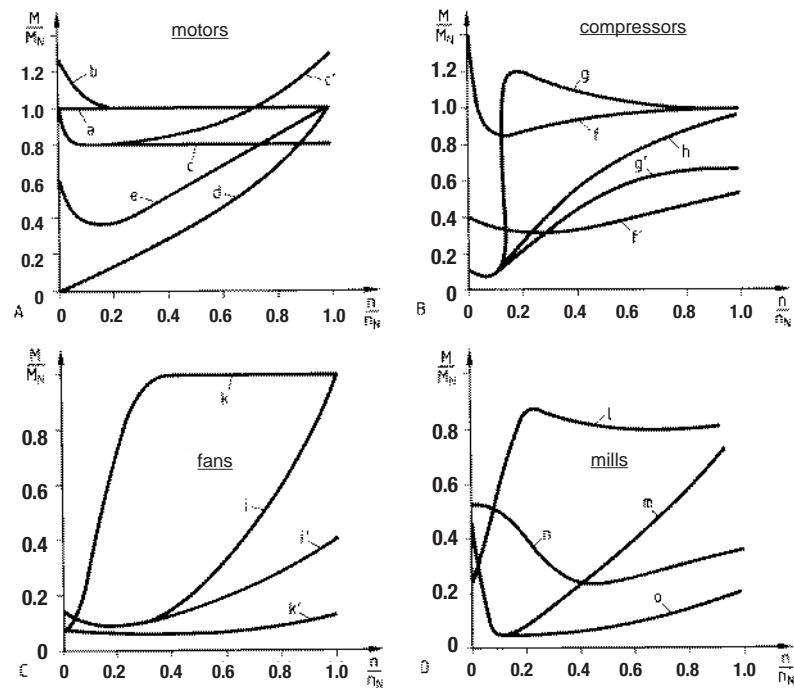 M/M_N motors
1.2
1.0
0.8
0.6
0.4
0.2
0
b
c'
a
c
e
d
A 0 0.2 0.4 0.6 0.8 1.0 n/n_N
M/M_N compressors
1.2
1.0
0.8
0.6
0.4
0.2
0
g
f
h
g'
f'
B 0 0.2 0.4 0.6 0.8 1.0 n/n_N
M/M_N
0.8
0.6
0.4
0.2
0
k
fans
i
i'
k'
C 0 0.2 0.4 0.6 0.8 1.0 n/n_N
M/M_N
0.8
0.6
0.4
0.2
0
l
mills
m
n
o
D 0 0.2 0.4 0.6 0.8 1.0 n/n_N